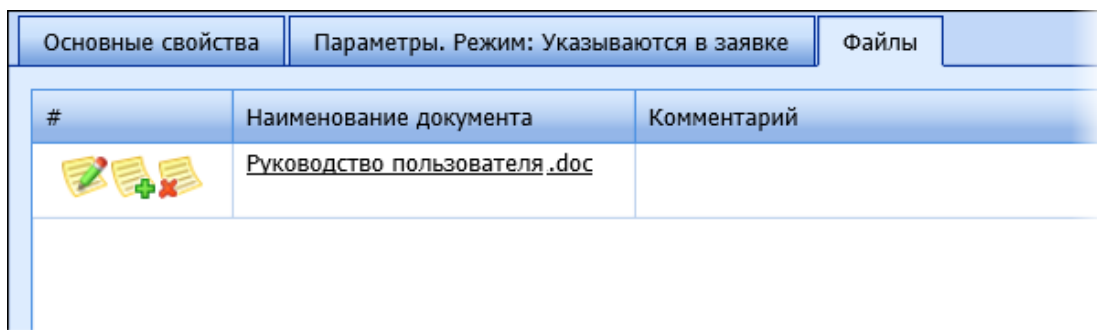 Основные свойства Параметры. Режим: Указываются в заявке Файлы
# Наименование документа Комментарий
Руководство пользователя.doc